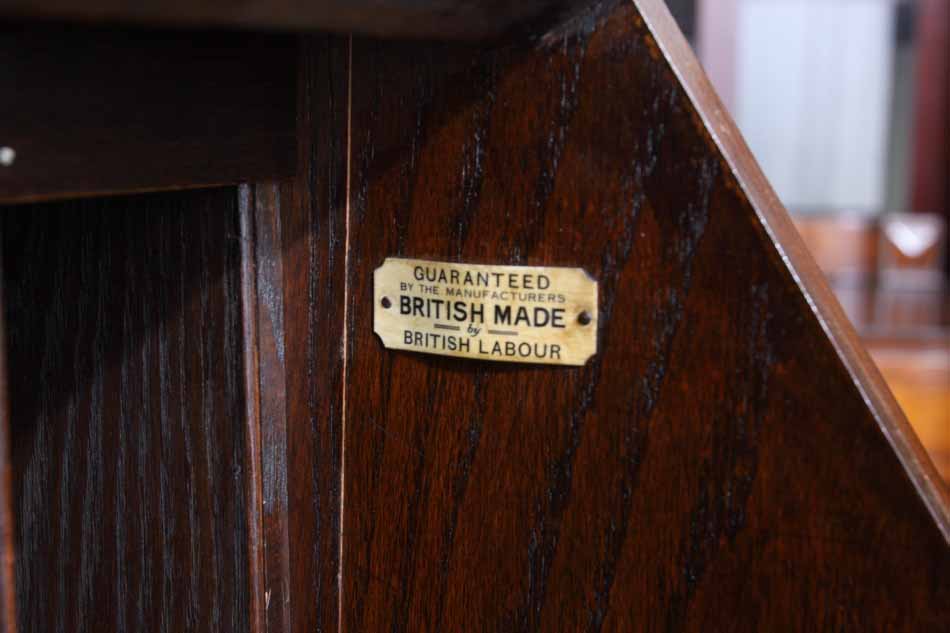 GUARANTEED
BY THE MANUFACTURERS
BRITISH MADE
by
BRITISH LABOUR